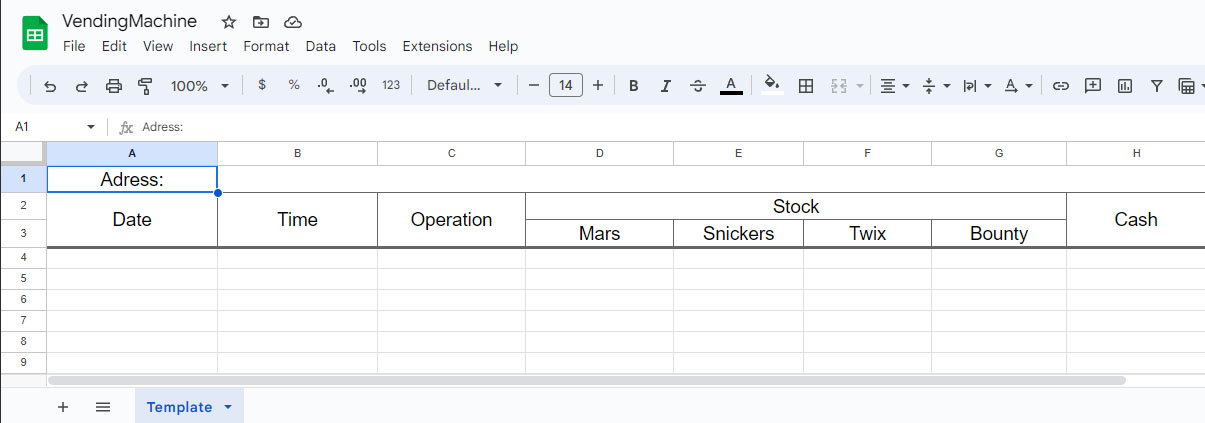 VendingMachine
File Edit View Insert Format Data Tools Extensions Help
100% $ % .0 .00 123 Defaul... − 14 + B I S A A
A1 fx Adress:
A B C D E F G H
1 Adress:
2 Date Time Operation Stock Cash
3 Mars Snickers Twix Bounty
4
5
6
7
8
9
+ Template